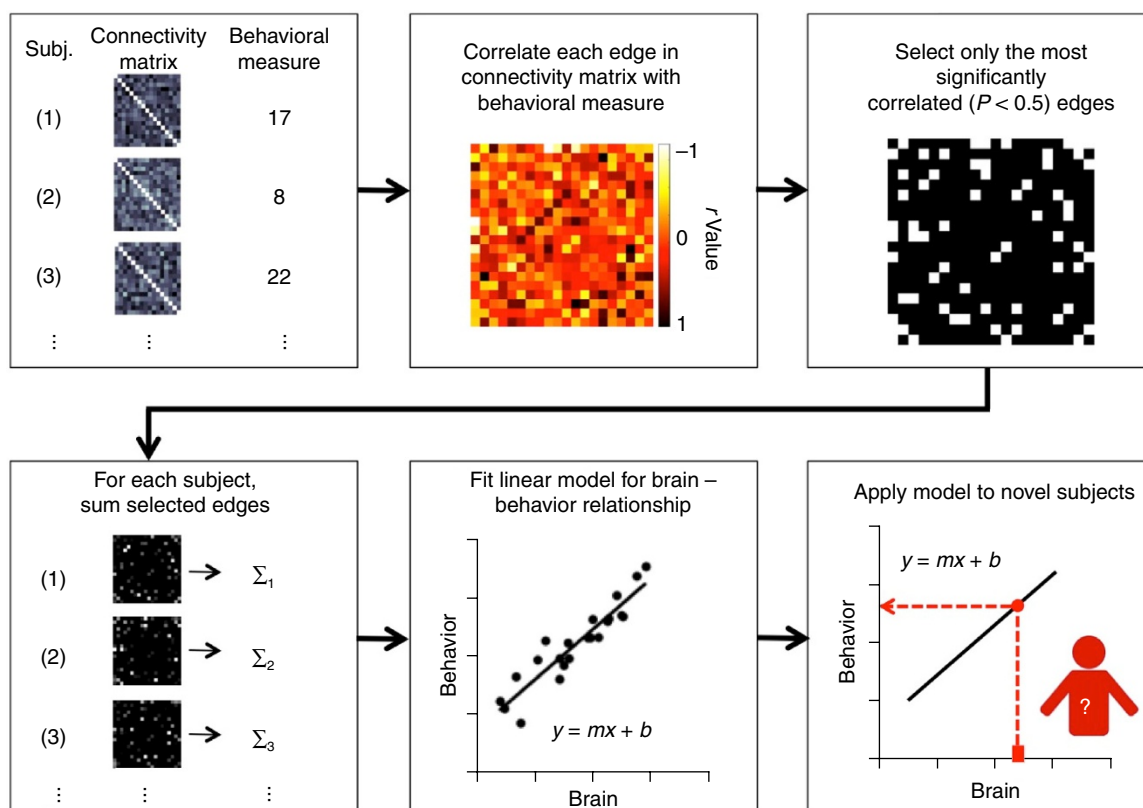 Subj. Connectivity matrix Behavioral measure
(1) 17
(2) 8
(3) 22
⋮ ⋮ ⋮
Correlate each edge in
connectivity matrix with
behavioral measure
–1
0
1
r Value
Select only the most
significantly
correlated (P < 0.5) edges
For each subject,
sum selected edges
(1) Σ1
(2) Σ2
(3) Σ3
⋮ ⋮ ⋮
Fit linear model for brain –
behavior relationship
Behavior
y = mx + b
Brain
Apply model to novel subjects
y = mx + b
Behavior
?
Brain